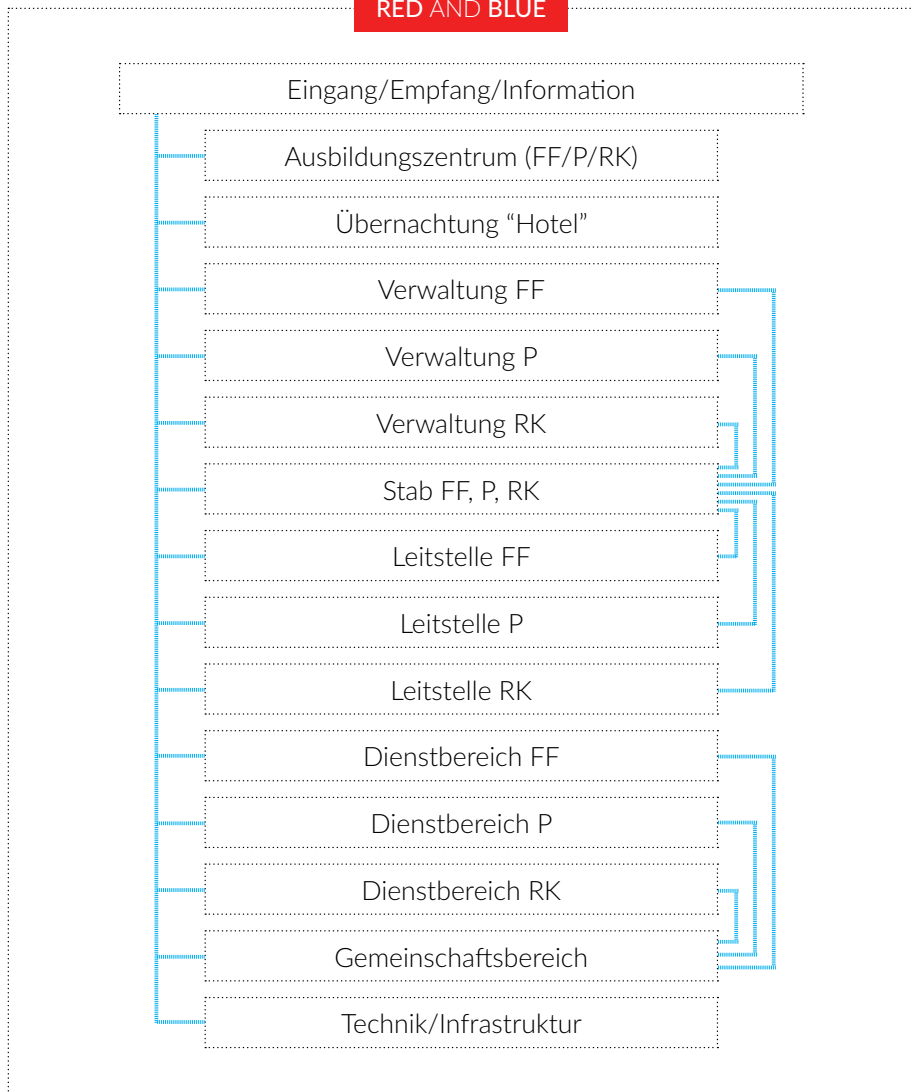 RED AND BLUE
Eingang/Empfang/Information
Ausbildungszentrum (FF/P/RK)
Übernachtung “Hotel”
Verwaltung FF
Verwaltung P
Verwaltung RK
Stab FF, P, RK
Leitstelle FF
Leitstelle P
Leitstelle RK
Dienstbereich FF
Dienstbereich P
Dienstbereich RK
Gemeinschaftsbereich
Technik/Infrastruktur